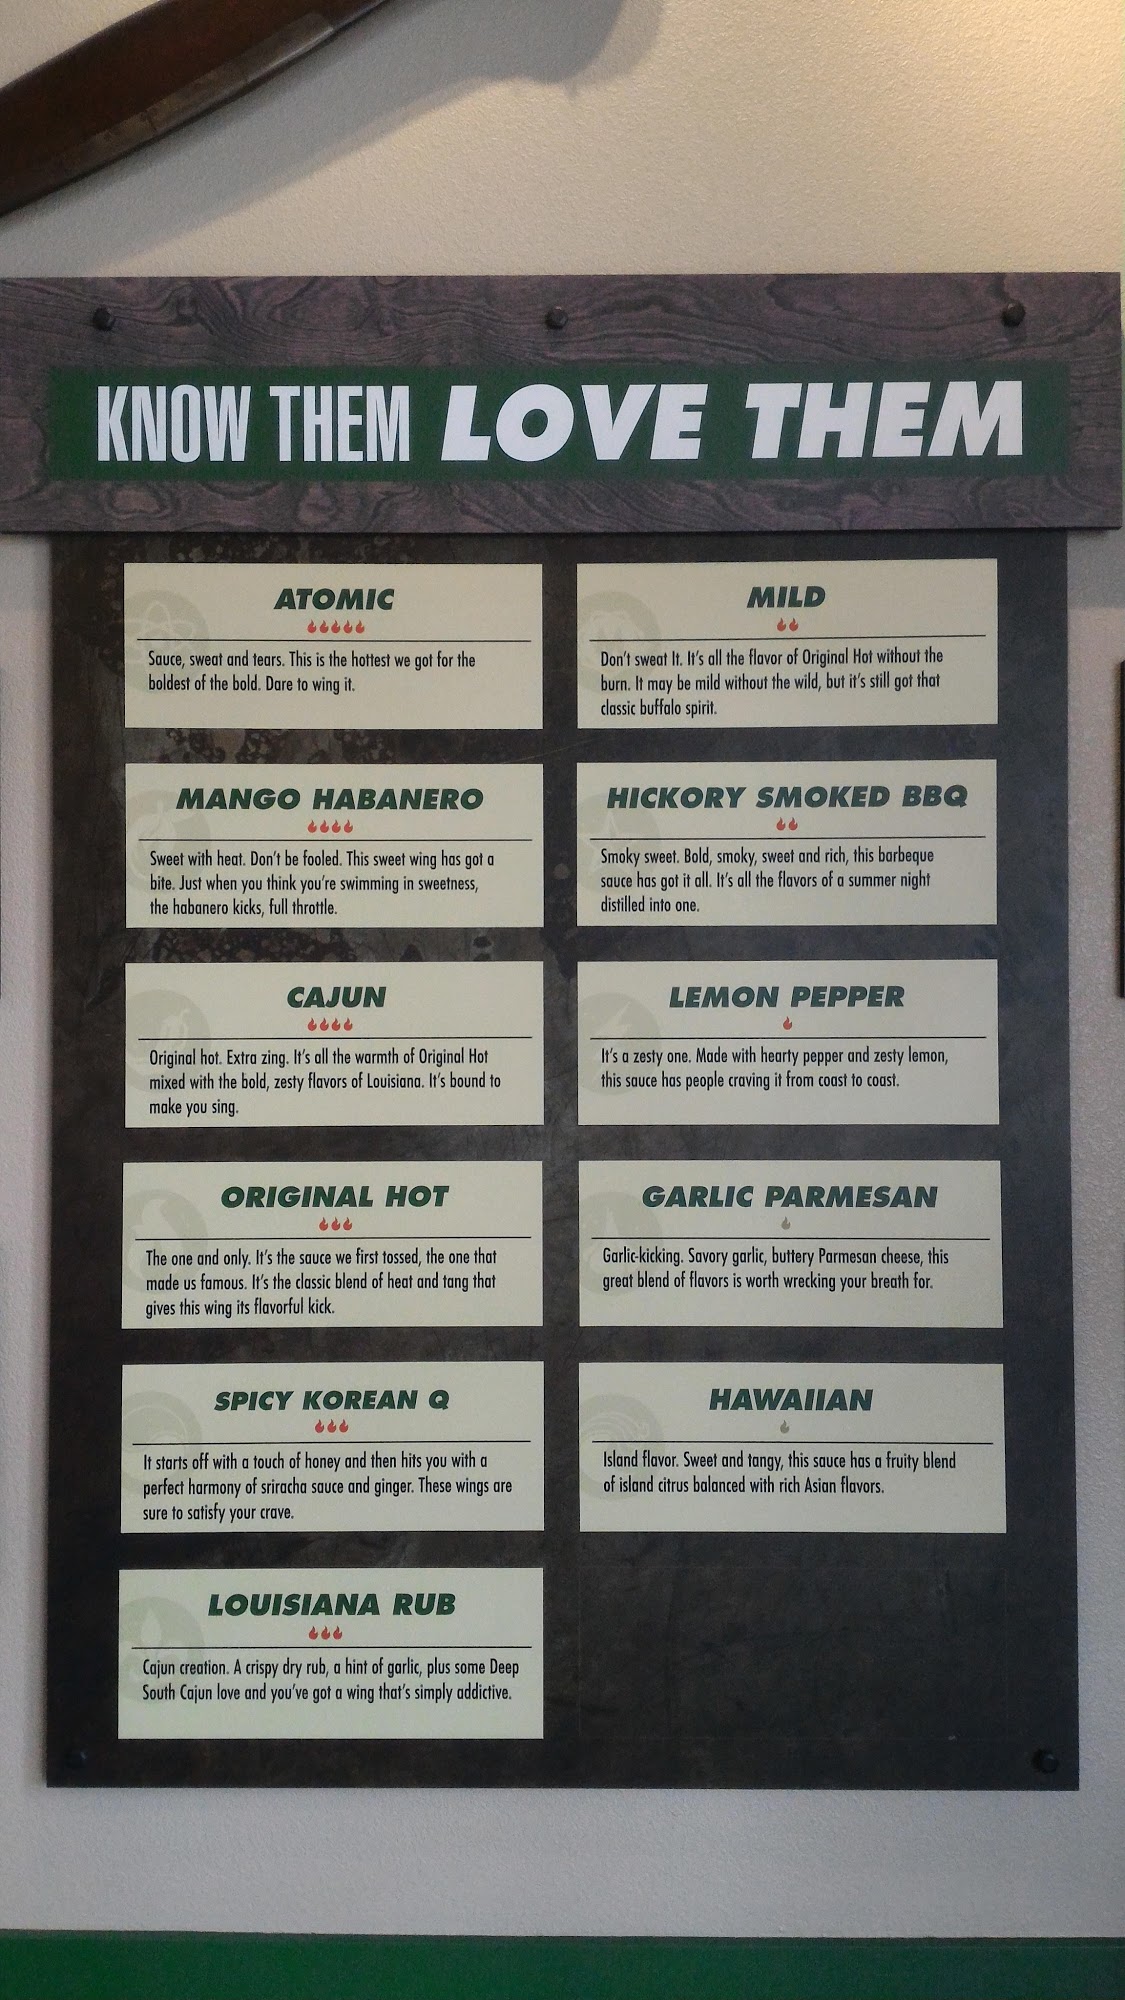 KNOW THEM LOVE THEM
ATOMIC
Sauce, sweat and tears. This is the hottest we got for the
boldest of the bold. Dare to wing it.
MANGO HABANERO
Sweet with heat. Don't be fooled. This sweet wing has got a
bite. Just when you think you're swimming in sweetness,
the habanero kicks, full throttle.
CAJUN
Original hot. Extra zing. It's all the warmth of Original Hot
mixed with the bold, zesty flavors of Louisiana. It's bound to
make you sing.
ORIGINAL HOT
The one and only. It's the sauce we first tossed, the one that
made us famous. It's the classic blend of heat and tang that
gives this wing its flavorful kick.
SPICY KOREAN Q
It starts off with a touch of honey and then hits you with a
perfect harmony of sriracha sauce and ginger. These wings are
sure to satisfy your crave.
LOUISIANA RUB
Cajun creation. A crispy dry rub, a hint of garlic, plus some Deep
South Cajun love and you've got a wing that's simply addictive.
MILD
Don't sweat It. It's all the flavor of Original Hot without the
burn. It may be mild without the wild, but it's still got that
classic buffalo spirit.
HICKORY SMOKED BBQ
Smoky sweet. Bold, smoky, sweet and rich, this barbeque
sauce has got it all. It's all the flavors of a summer night
distilled into one.
LEMON PEPPER
It's a zesty one. Made with hearty pepper and zesty lemon,
this sauce has people craving it from coast to coast.
GARLIC PARMESAN
Garlic-kicking. Savory garlic, buttery Parmesan cheese, this
great blend of flavors is worth wrecking your breath for.
HAWAIIAN
Island flavor. Sweet and tangy, this sauce has a fruity blend
of island citrus balanced with rich Asian flavors.